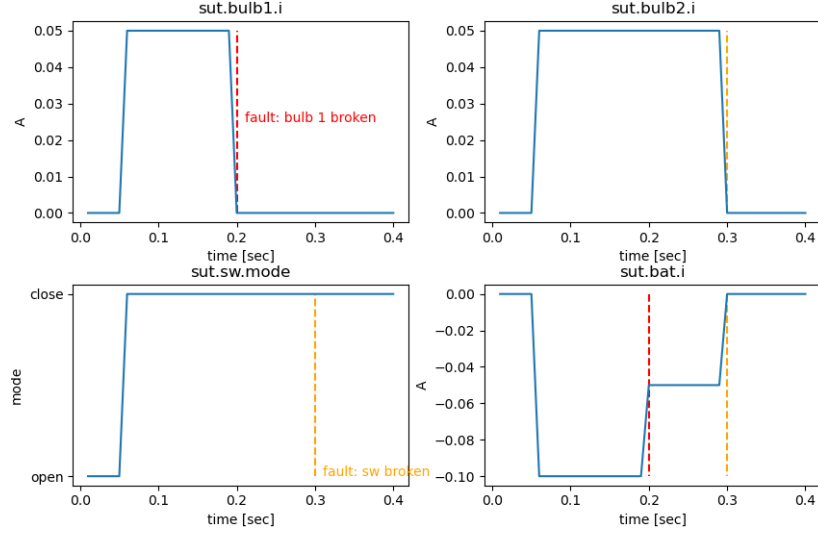 sut.bulb1.i
A
0.05
0.04
0.03
0.02
0.01
0.00
fault: bulb 1 broken
0.0
0.1
0.2
0.3
0.4
time [sec]
sut.bulb2.i
A
0.05
0.04
0.03
0.02
0.01
0.00
0.0
0.1
0.2
0.3
0.4
time [sec]
sut.sw.mode
mode
close
open
fault: sw broken
0.0
0.1
0.2
0.3
0.4
time [sec]
sut.bat.i
A
0.00
−0.02
−0.04
−0.06
−0.08
−0.10
0.0
0.1
0.2
0.3
0.4
time [sec]